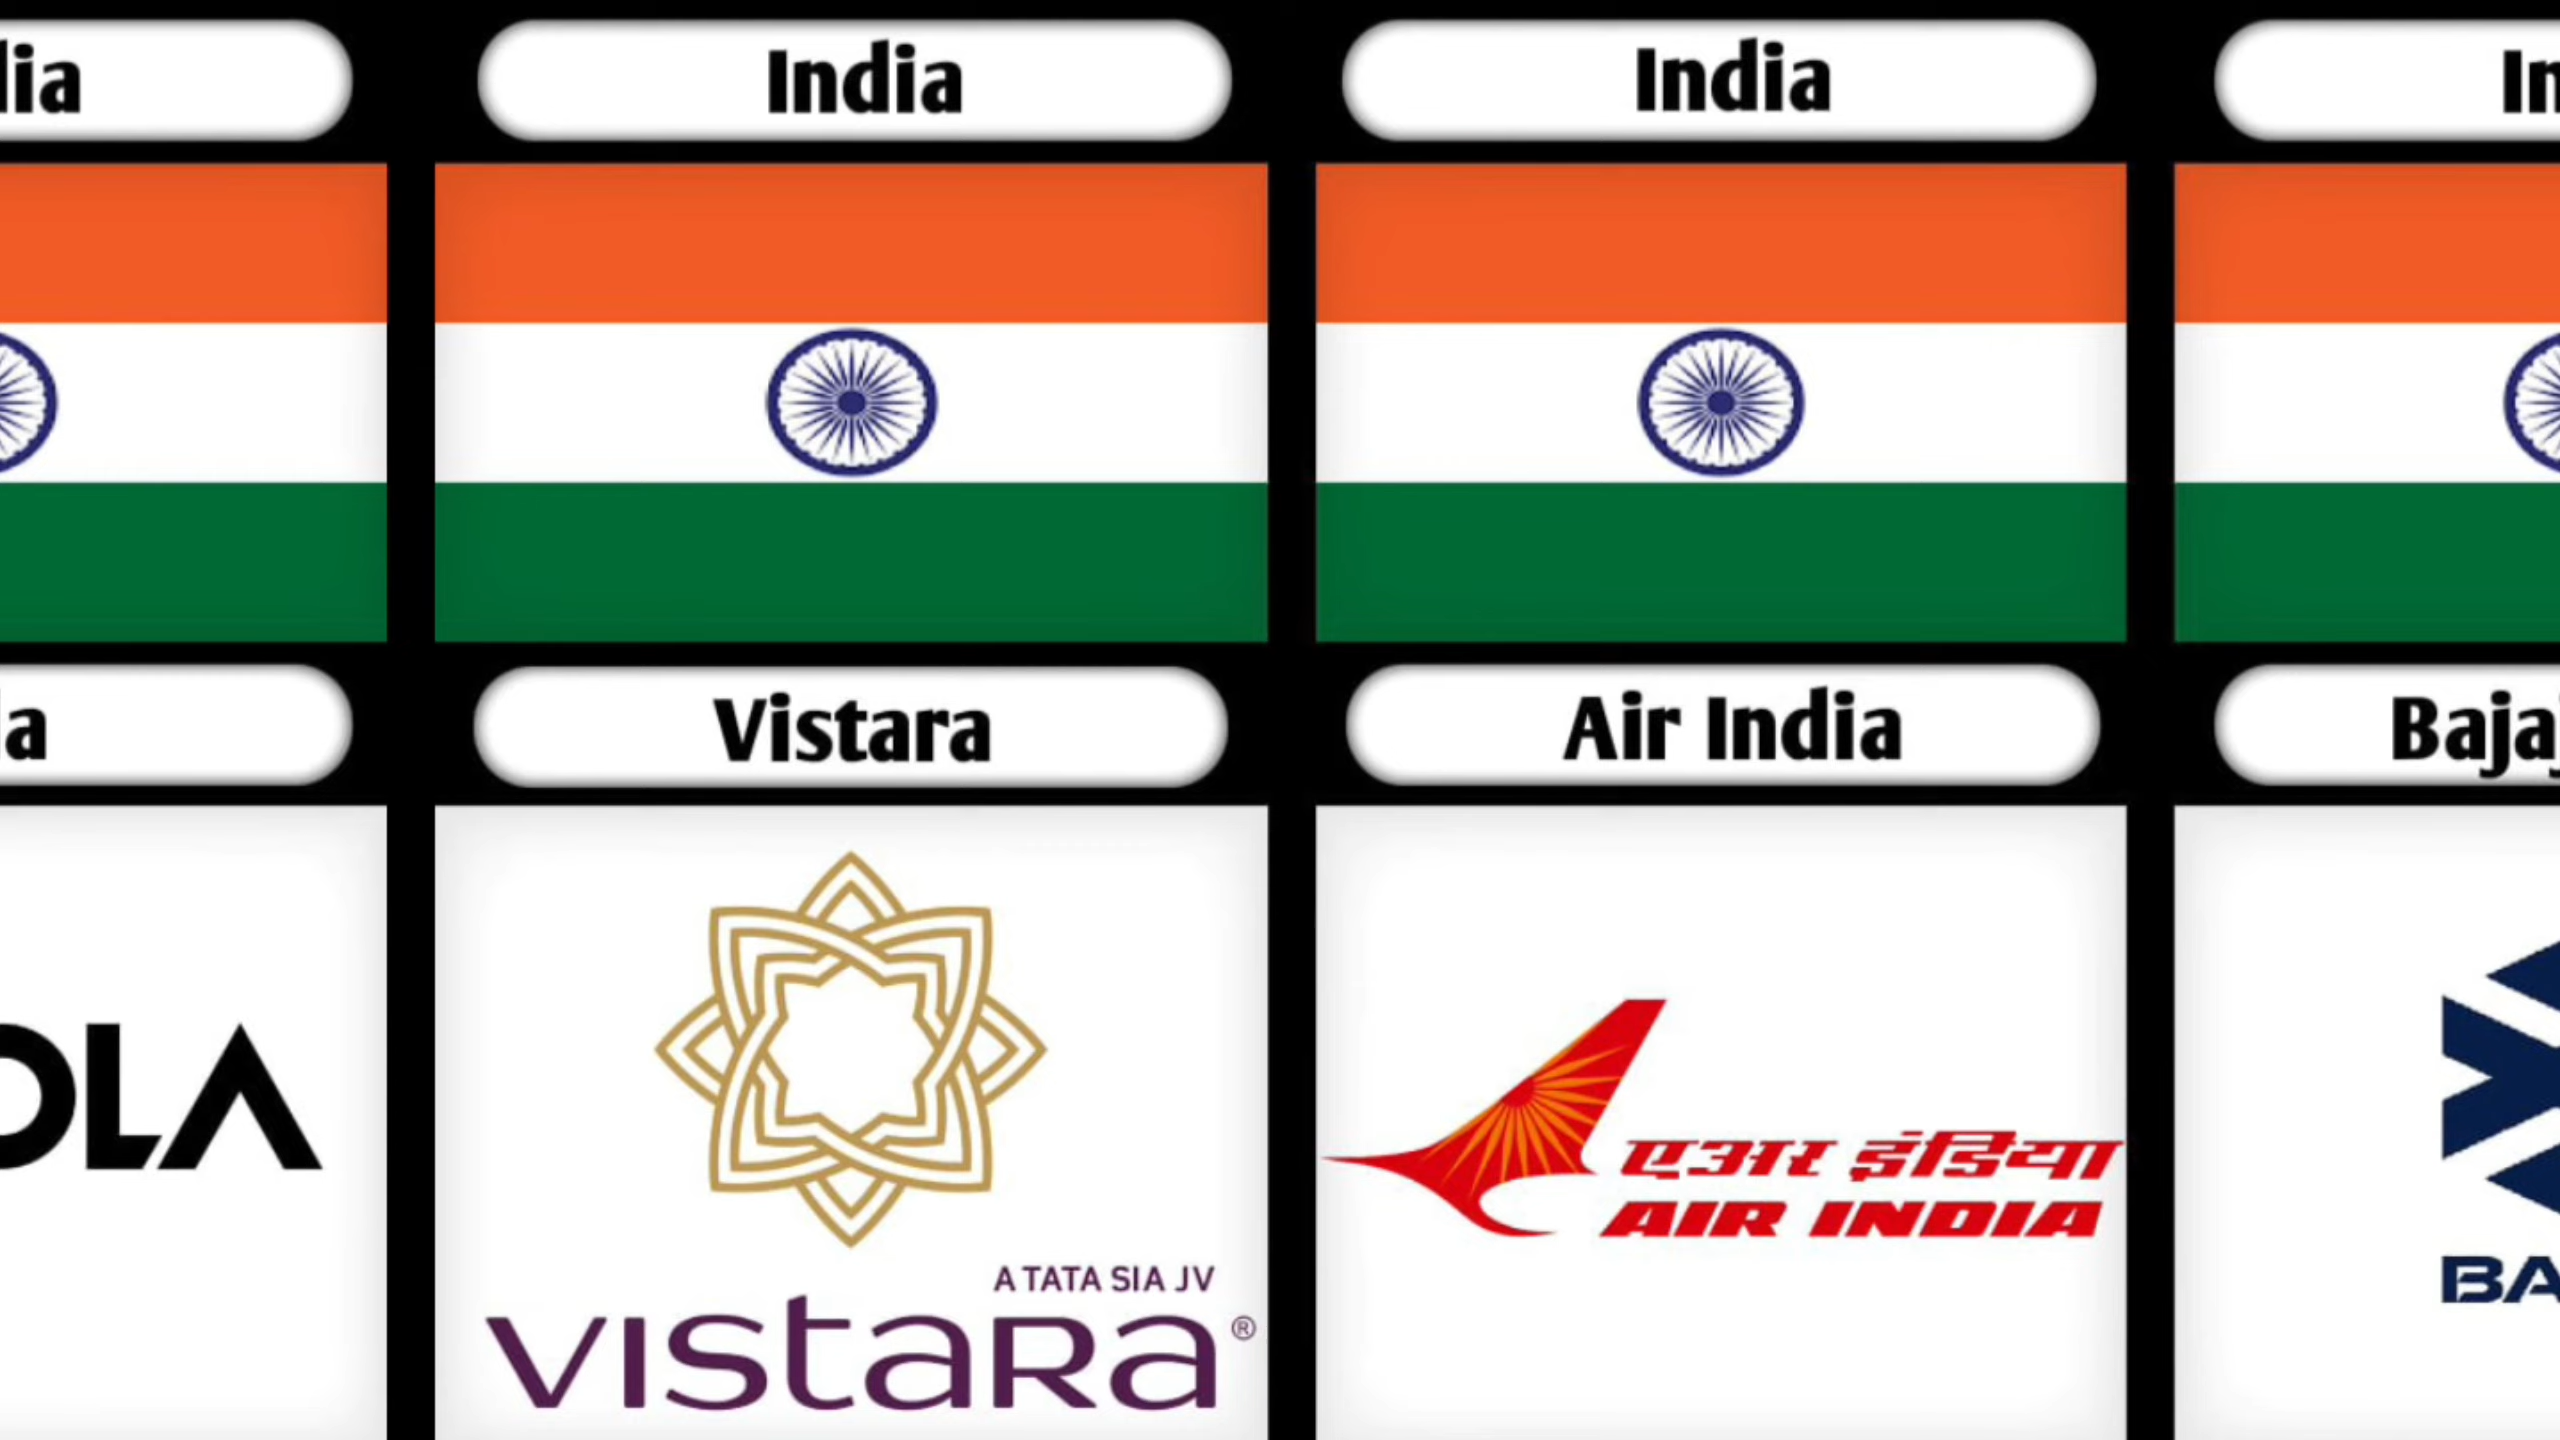 India
India
Vistara
Air India
OLA
A TATA SIA JV
vistara®
एअर इंडिया
AIR INDIA